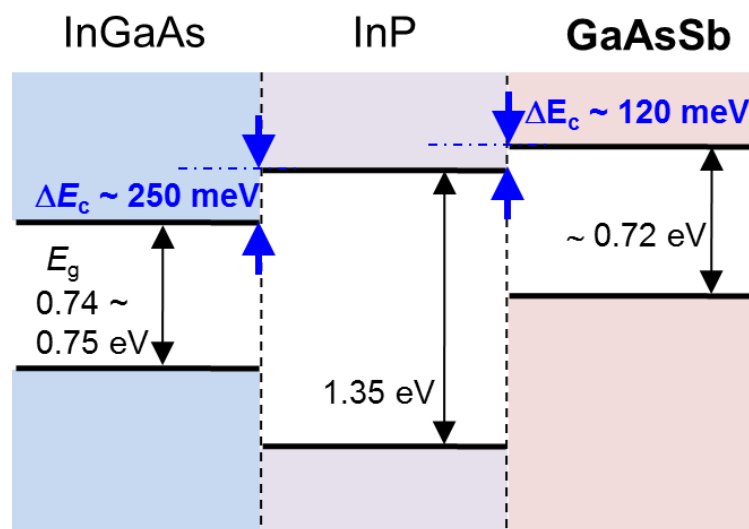 InGaAs
InP
GaAsSb
ΔEc ~ 120 meV
ΔEc ~ 250 meV
~ 0.72 eV
Eg
0.74 ~
0.75 eV
1.35 eV